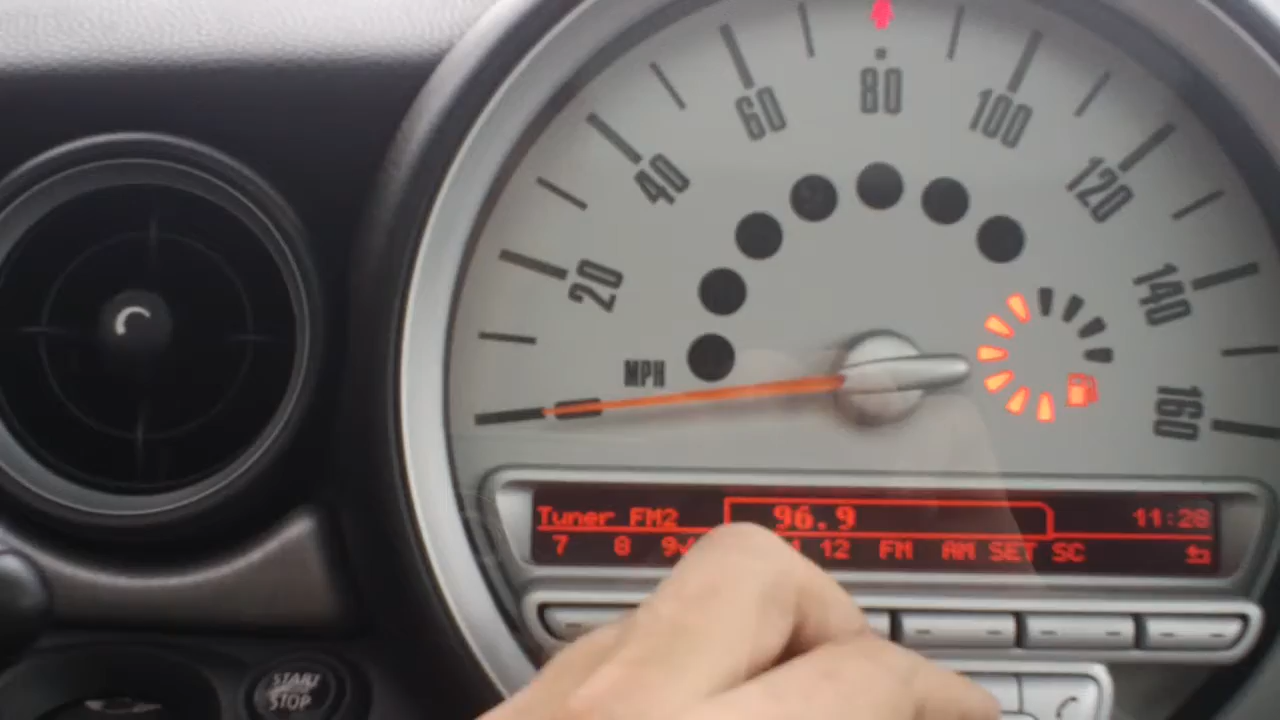 20
40
60
80
100
120
140
160
MPH
Tuner FM2 96.9 11:28
7 8 9✓ 12 FM AM SET SC
START
STOP